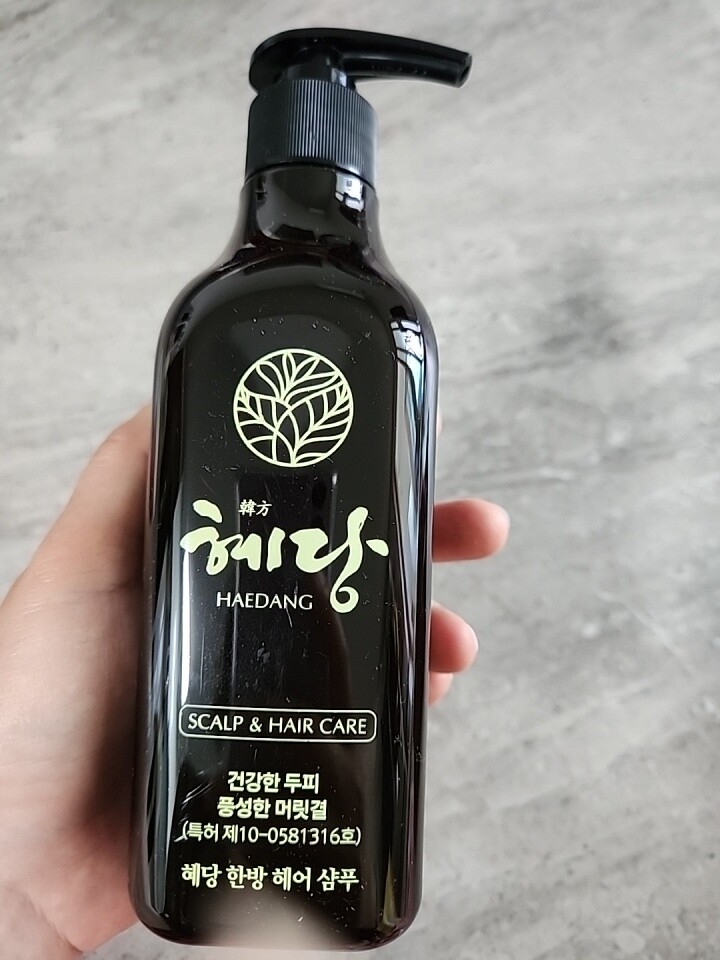 韓方
혜당
HAEDANG
SCALP & HAIR CARE
건강한 두피
풍성한 머릿결
(특허 제10-0581316호)
혜당 한방 헤어 샴푸